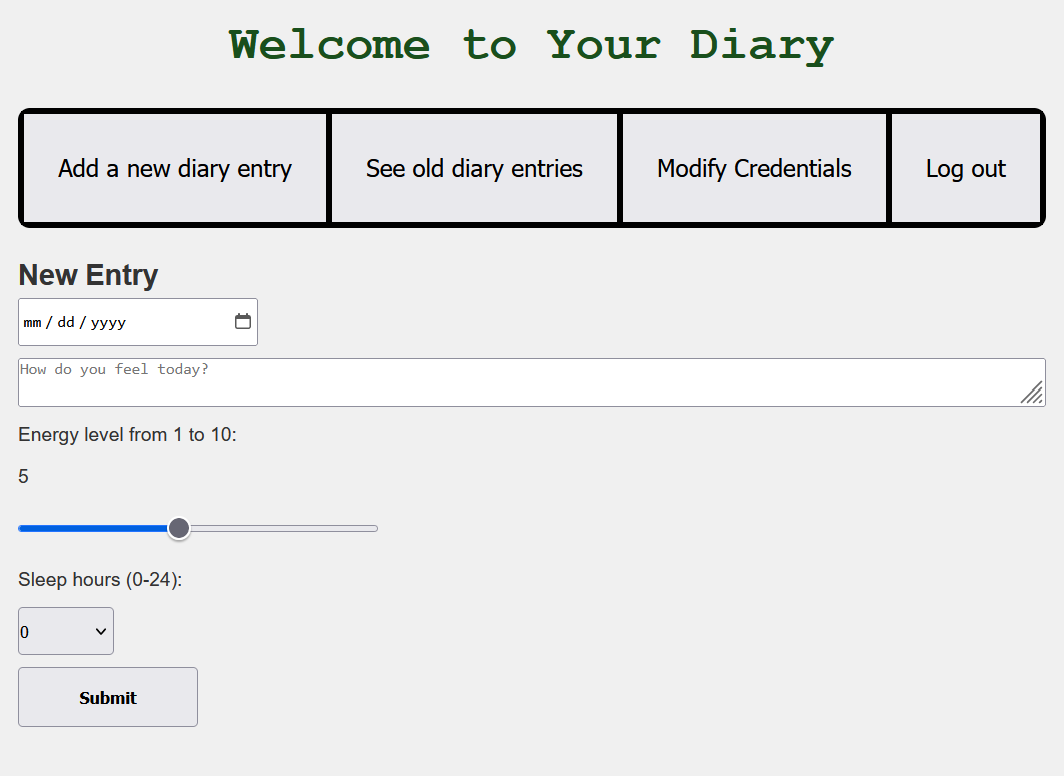 Welcome to Your Diary
Add a new diary entry
See old diary entries
Modify Credentials
Log out
New Entry
mm / dd / yyyy
How do you feel today?
Energy level from 1 to 10:
5
Sleep hours (0-24):
0
Submit